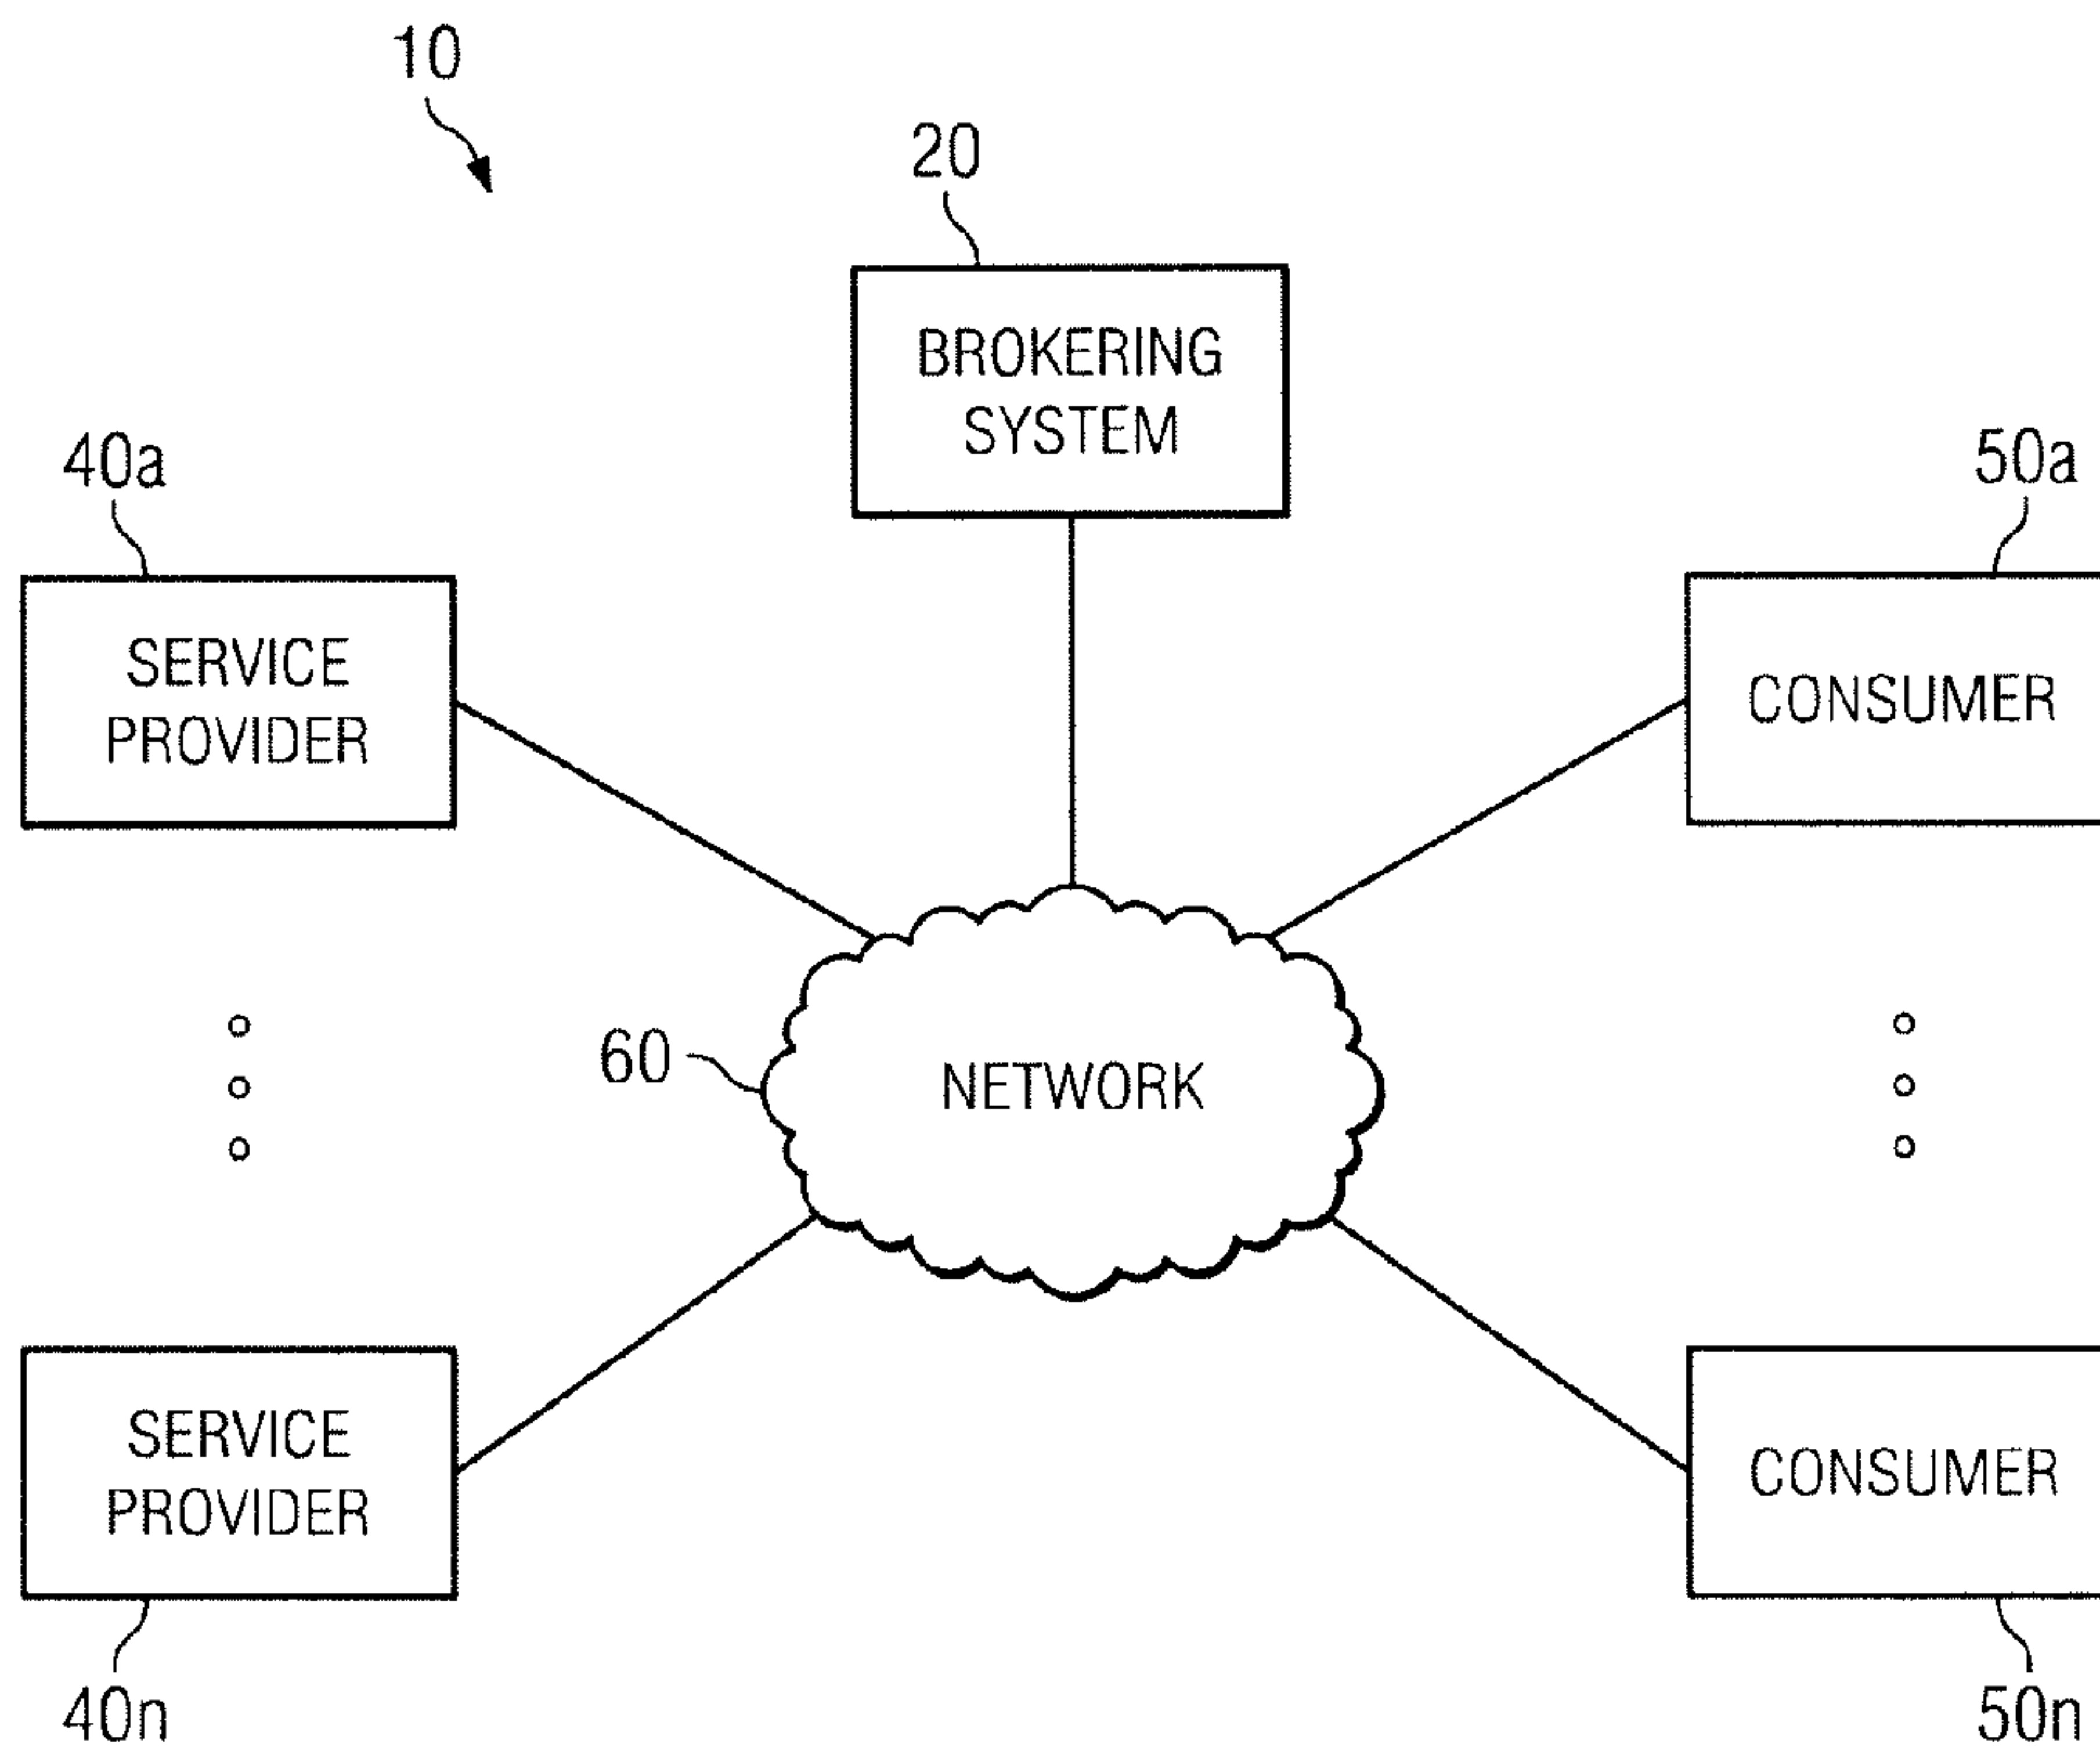 10
20
BROKERING
SYSTEM
40a
50a
SERVICE
PROVIDER
CONSUMER
60
NETWORK
SERVICE
PROVIDER
CONSUMER
40n
50n